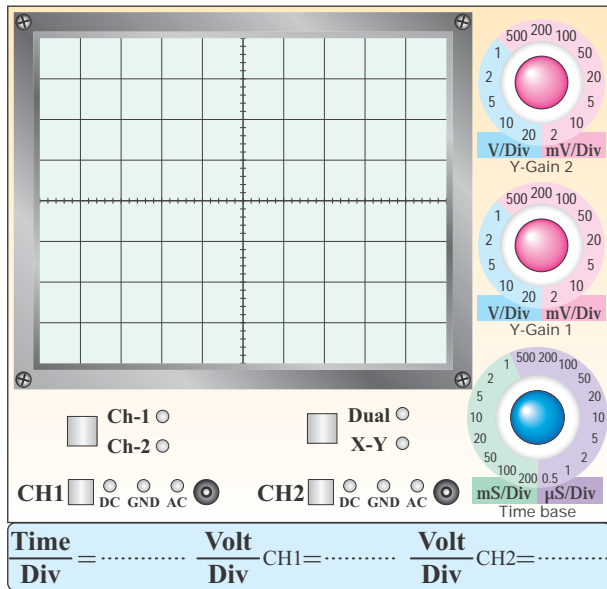 500 200 100
1 50
2 20
5 10
10 5
20 2
V/Div mV/Div
Y-Gain 2
500 200 100
1 50
2 20
5 10
10 5
20 2
V/Div mV/Div
Y-Gain 1
1 500 200 100
2 50
5 20
10 10
20 5
50 2
100 200 0.5 1
mS/Div µS/Div
Time base
Ch-1
Ch-2
Dual
X-Y
CH1 DC GND AC
CH2 DC GND AC
Time/Div =............ Volt/Div CH1=........... Volt/Div CH2=...........